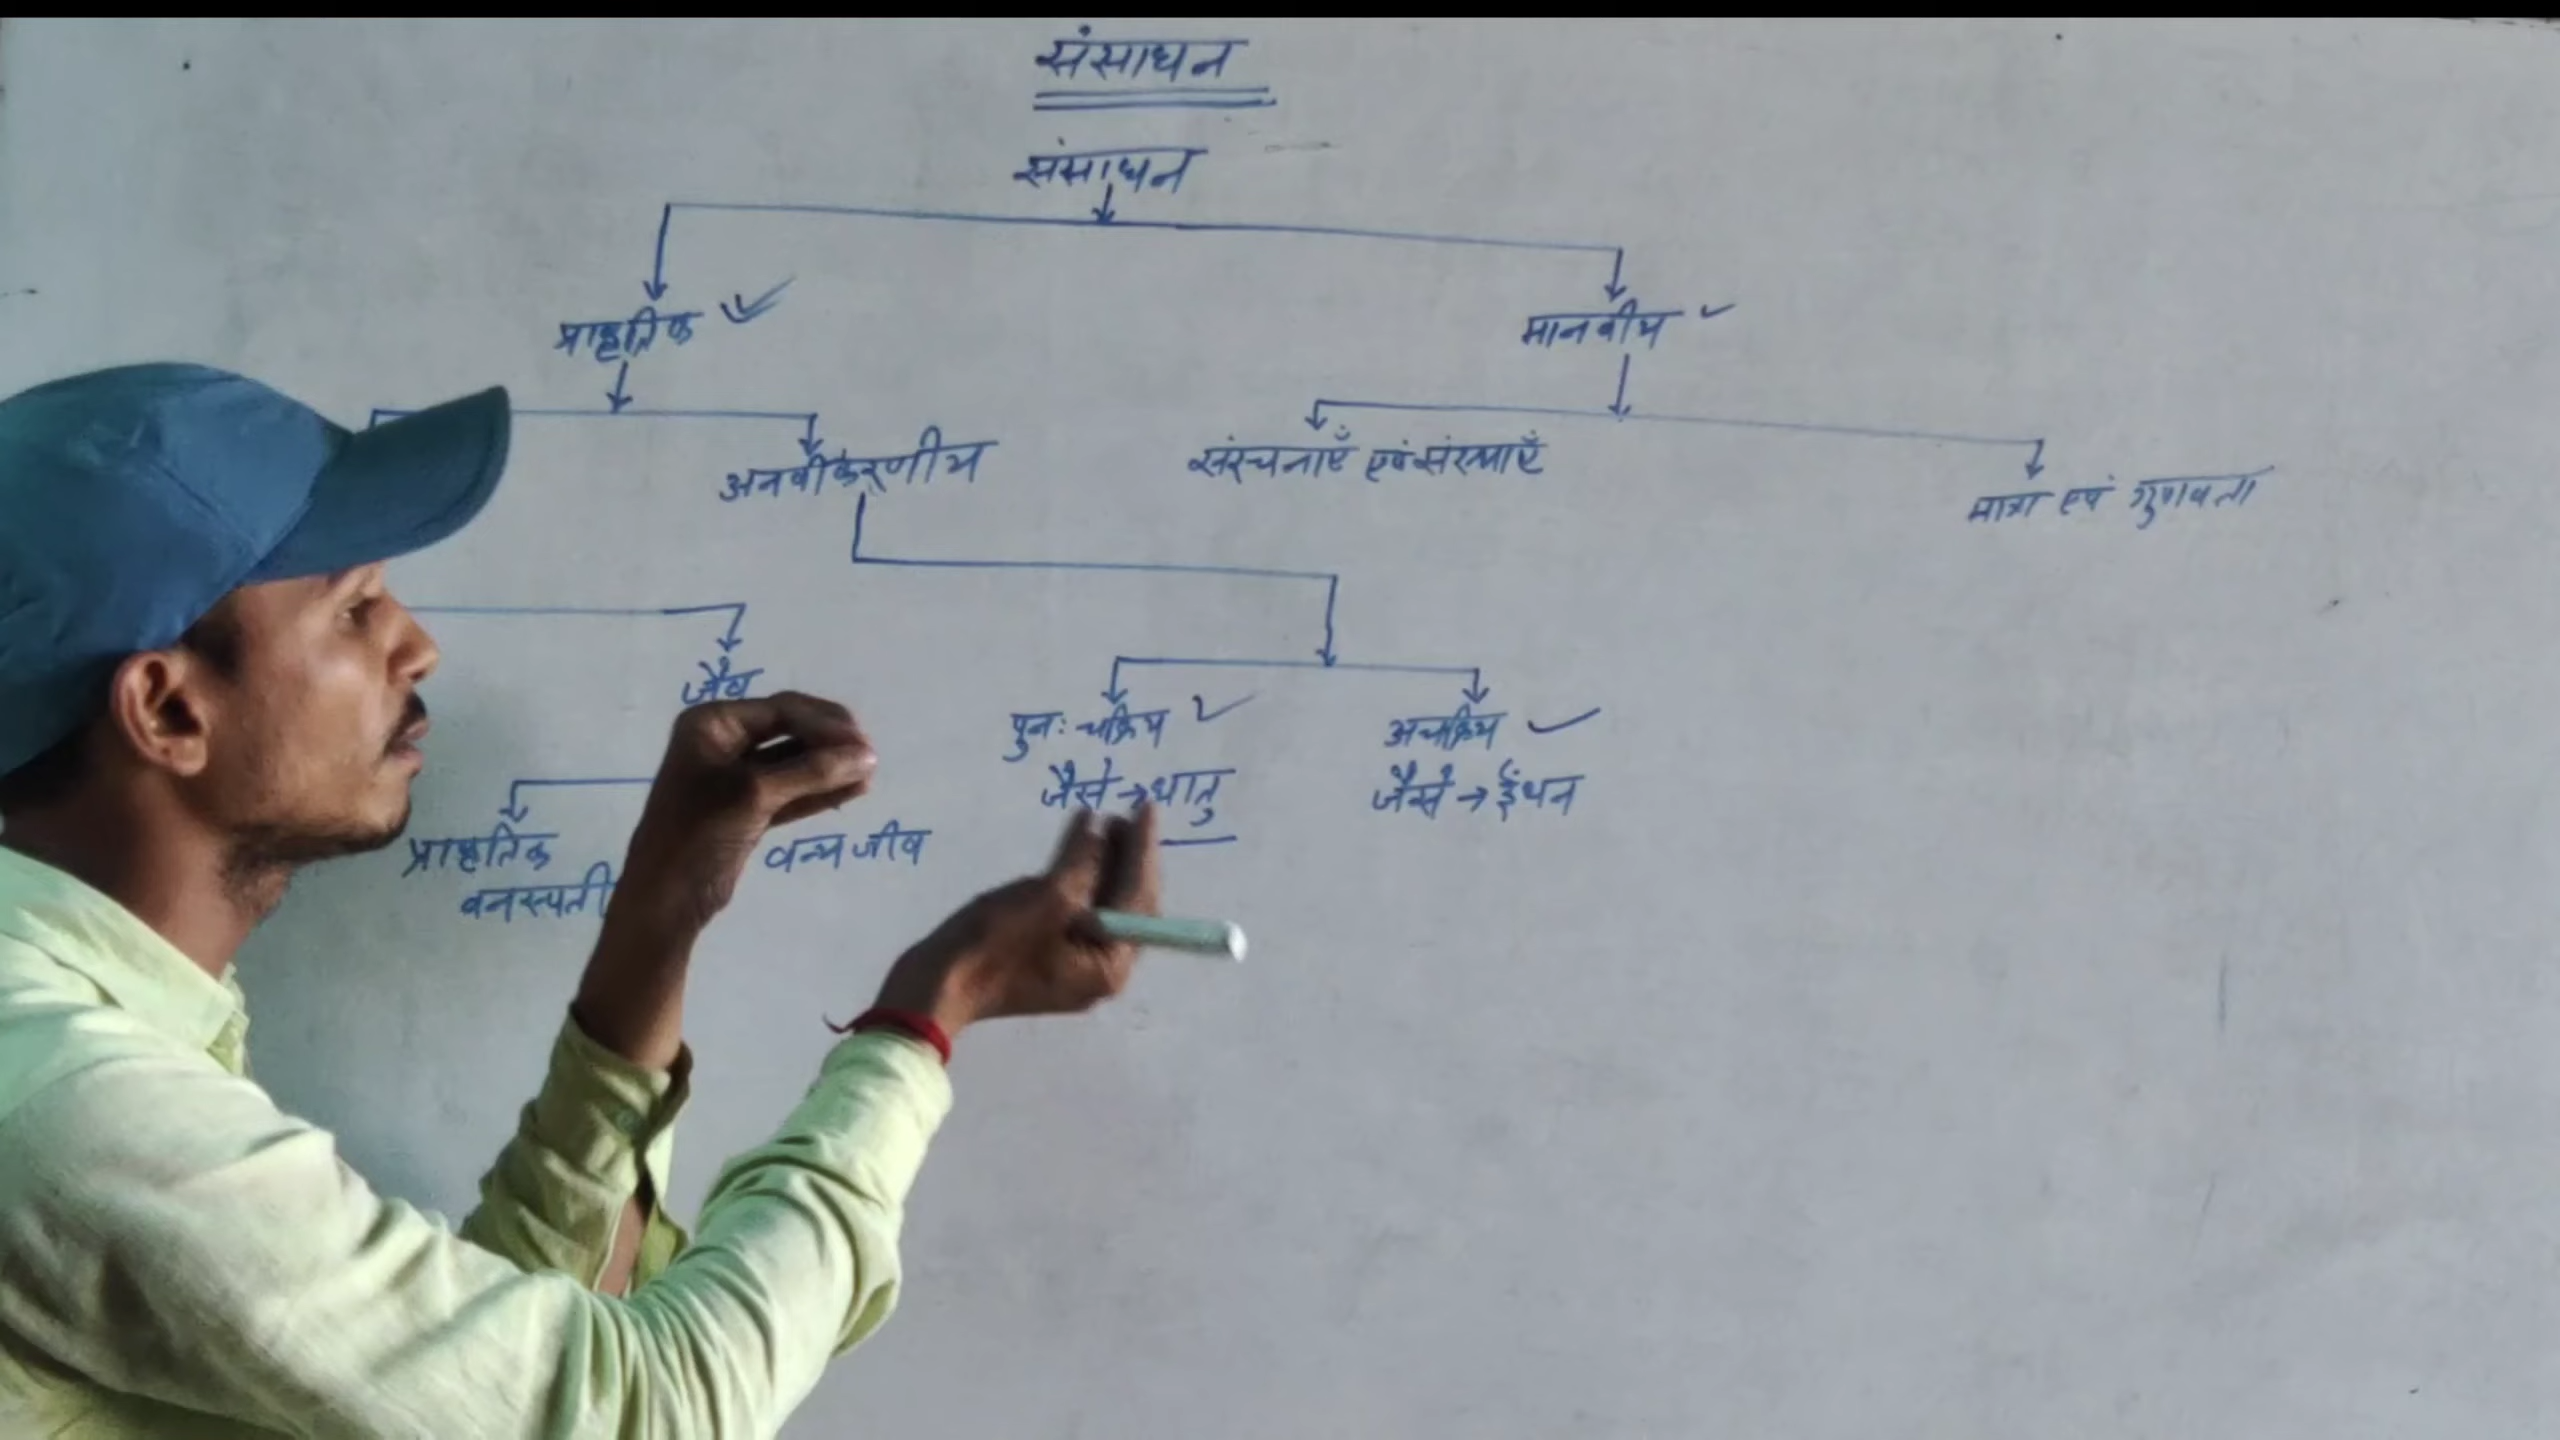 संसाधन
संसाधन
प्राकृतिक मानवीय
अनवीकरणीय संरचनाएँ एवं संस्थाएँ मात्रा एवं गुणवता
जैव
पुनः चक्रिय अचक्रिय
जैसे → धातु जैसे → ईंधन
प्राकृतिक वन्य जीव
वनस्पती